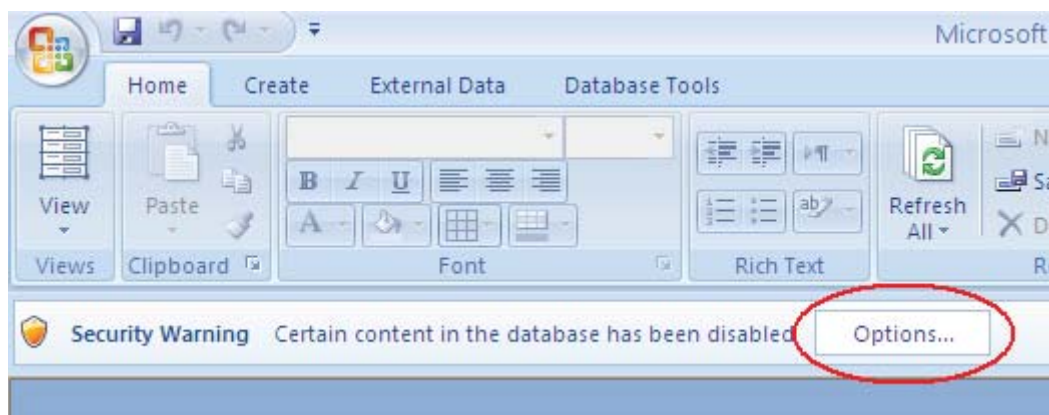 Microsoft
Home Create External Data Database Tools
B I U
A ab
View Paste Refresh
All
Views Clipboard Font Rich Text
Security Warning Certain content in the database has been disabled Options...